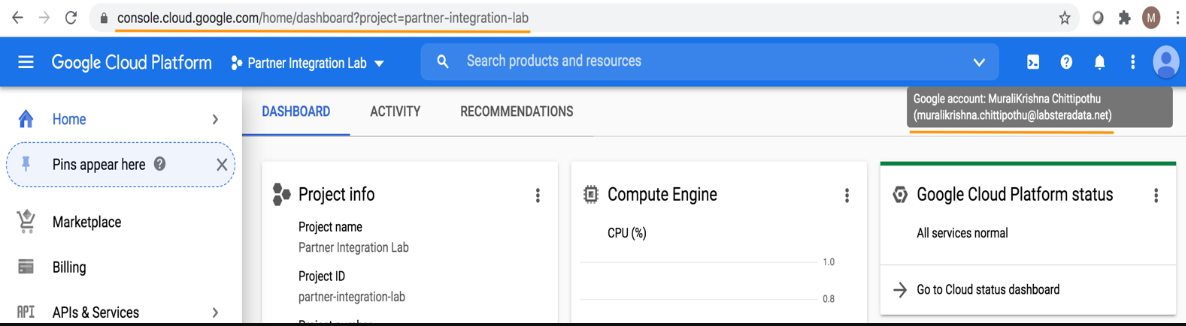 console.cloud.google.com/home/dashboard?project=partner-integration-lab
M
Google Cloud Platform
Partner Integration Lab
Search products and resources
Google account: MuraliKrishna Chittipothu
(muralikrishna.chittipothu@labsteradata.net)
Home
Pins appear here
Marketplace
Billing
API APIs & Services
DASHBOARD ACTIVITY RECOMMENDATIONS
Project info
Project name
Partner Integration Lab
Project ID
partner-integration-lab
Compute Engine
CPU (%)
1.0
0.8
Google Cloud Platform status
All services normal
Go to Cloud status dashboard